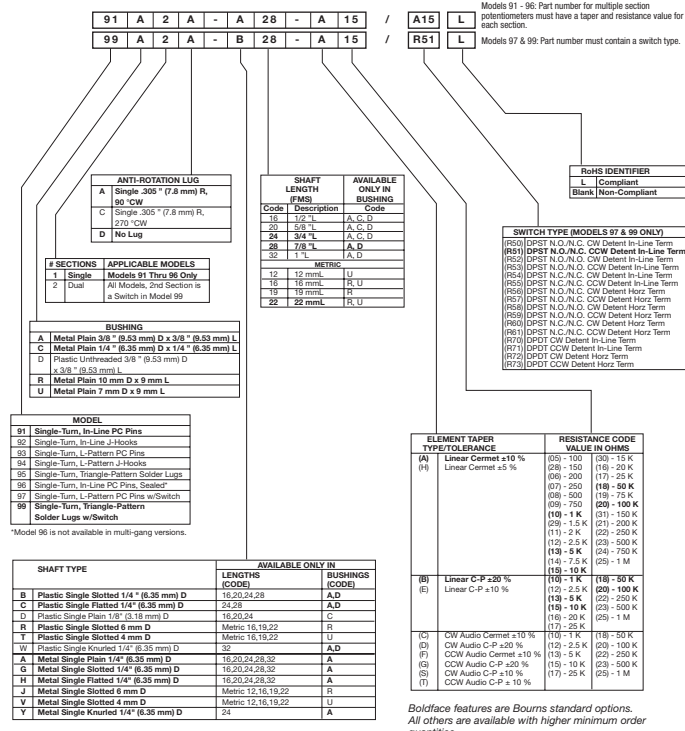 Models 91 - 96: Part number for multiple section
potentiometers must have a taper and resistance value for
each section.
91 A 2 A - A 28 - A 15 / A15 L
99 A 2 A - B 28 - A 15 / R51 L
Models 97 & 99: Part number must contain a switch type.
RoHS IDENTIFIER
L Compliant
Blank Non-Compliant
ANTI-ROTATION LUG
A Single .305 " (7.8 mm) R,
90 °CW
C Single .305 " (7.8 mm) R,
270 °CW
D No Lug
SHAFT LENGTH (FMS) AVAILABLE ONLY IN BUSHING
Code Description Code
16 1/2 "L A, C, D
20 5/8 "L A, C, D
24 3/4 "L A, C, D
28 7/8 "L A, D
32 1 "L A, D
METRIC
12 12 mmL U
16 16 mmL R, U
19 19 mmL R
22 22 mmL R, U
SWITCH TYPE (MODELS 97 & 99 ONLY)
(R50) DPST N.O./N.C. CW Detent In-Line Term
(R51) DPST N.O./N.C. CCW Detent In-Line Term
(R52) DPST N.O./N.O. CW Detent In-Line Term
(R53) DPST N.O./N.O. CCW Detent In-Line Term
(R54) DPST N.C./N.C. CW Detent In-Line Term
(R55) DPST N.C./N.C. CCW Detent In-Line Term
(R56) DPST N.O./N.C. CW Detent Horz Term
(R57) DPST N.O./N.C. CCW Detent Horz Term
(R58) DPST N.O./N.O. CW Detent Horz Term
(R59) DPST N.O./N.O. CCW Detent Horz Term
(R60) DPST N.C./N.C. CW Detent Horz Term
(R61) DPST N.C./N.C. CCW Detent Horz Term
(R70) DPDT CW Detent In-Line Term
(R71) DPDT CCW Detent In-Line Term
(R72) DPDT CW Detent Horz Term
(R73) DPDT CCW Detent Horz Term
# SECTIONS APPLICABLE MODELS
1 Single Models 91 Thru 96 Only
2 Dual All Models, 2nd Section is
a Switch in Model 99
BUSHING
A Metal Plain 3/8 " (9.53 mm) D x 3/8 " (9.53 mm) L
C Metal Plain 1/4 " (6.35 mm) D x 1/4 " (6.35 mm) L
D Plastic Unthreaded 3/8 " (9.53 mm) D
x 3/8 " (9.53 mm) L
R Metal Plain 10 mm D x 9 mm L
U Metal Plain 7 mm D x 9 mm L
MODEL
91 Single-Turn, In-Line PC Pins
92 Single-Turn, In-Line J-Hooks
93 Single-Turn, L-Pattern PC Pins
94 Single-Turn, L-Pattern J-Hooks
95 Single-Turn, Triangle-Pattern Solder Lugs
96 Single-Turn, In-Line PC Pins, Sealed*
97 Single-Turn, L-Pattern PC Pins w/Switch
99 Single-Turn, Triangle-Pattern
Solder Lugs w/Switch
*Model 96 is not available in multi-gang versions.
ELEMENT TAPER TYPE/TOLERANCE RESISTANCE CODE VALUE IN OHMS
(A) Linear Cermet ±10 % (05) - 100 (30) - 15 K
(H) Linear Cermet ±5 % (28) - 150 (16) - 20 K
(06) - 200 (17) - 25 K
(07) - 250 (18) - 50 K
(08) - 500 (19) - 75 K
(09) - 750 (20) - 100 K
(10) - 1 K (31) - 150 K
(29) - 1.5 K (21) - 200 K
(11) - 2 K (22) - 250 K
(12) - 2.5 K (23) - 500 K
(13) - 5 K (24) - 750 K
(14) - 7.5 K (25) - 1 M
(15) - 10 K
(B) Linear C-P ±20 % (10) - 1 K (18) - 50 K
(E) Linear C-P ±10 % (12) - 2.5 K (20) - 100 K
(13) - 5 K (22) - 250 K
(15) - 10 K (23) - 500 K
(16) - 20 K (25) - 1 M
(17) - 25 K
(C) CW Audio Cermet ±10 % (10) - 1 K (18) - 50 K
(D) CW Audio C-P ±20 % (12) - 2.5 K (20) - 100 K
(F) CCW Audio Cermet ±10 % (13) - 5 K (22) - 250 K
(G) CCW Audio C-P ±20 % (15) - 10 K (23) - 500 K
(S) CW Audio C-P ±10 % (17) - 25 K (25) - 1 M
(T) CCW Audio C-P ± 10 %
SHAFT TYPE AVAILABLE ONLY IN
LENGTHS (CODE) BUSHINGS (CODE)
B Plastic Single Slotted 1/4" (6.35 mm) D 16,20,24,28 A,D
C Plastic Single Flatted 1/4" (6.35 mm) D 24,28 A,D
D Plastic Single Plain 1/8" (3.18 mm) D 16,20,24 C
R Plastic Single Slotted 6 mm D Metric 16,19,22 R
T Plastic Single Slotted 4 mm D Metric 16,19,22 U
W Plastic Single Knurled 1/4" (6.35 mm) D 32 A,D
A Metal Single Plain 1/4" (6.35 mm) D 16,20,24,28,32 A
G Metal Single Slotted 1/4" (6.35 mm) D 16,20,24,28,32 A
H Metal Single Flatted 1/4" (6.35 mm) D 16,20,24,28,32 A
J Metal Single Slotted 6 mm D Metric 12,16,19,22 R
V Metal Single Slotted 4 mm D Metric 12,16,19,22 U
Y Metal Single Knurled 1/4" (6.35 mm) D 24 A
Boldface features are Bourns standard options.
All others are available with higher minimum order